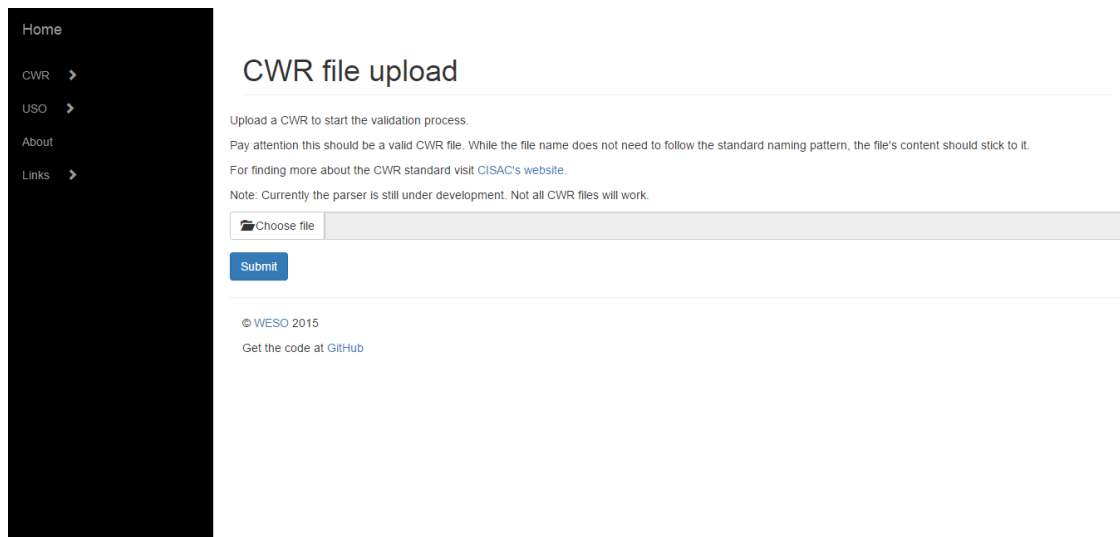 Home
CWR
USO
About
Links
CWR file upload
Upload a CWR to start the validation process.
Pay attention this should be a valid CWR file. While the file name does not need to follow the standard naming pattern, the file's content should stick to it.
For finding more about the CWR standard visit CISAC's website.
Note: Currently the parser is still under development. Not all CWR files will work.
Choose file
Submit
© WESO 2015
Get the code at GitHub